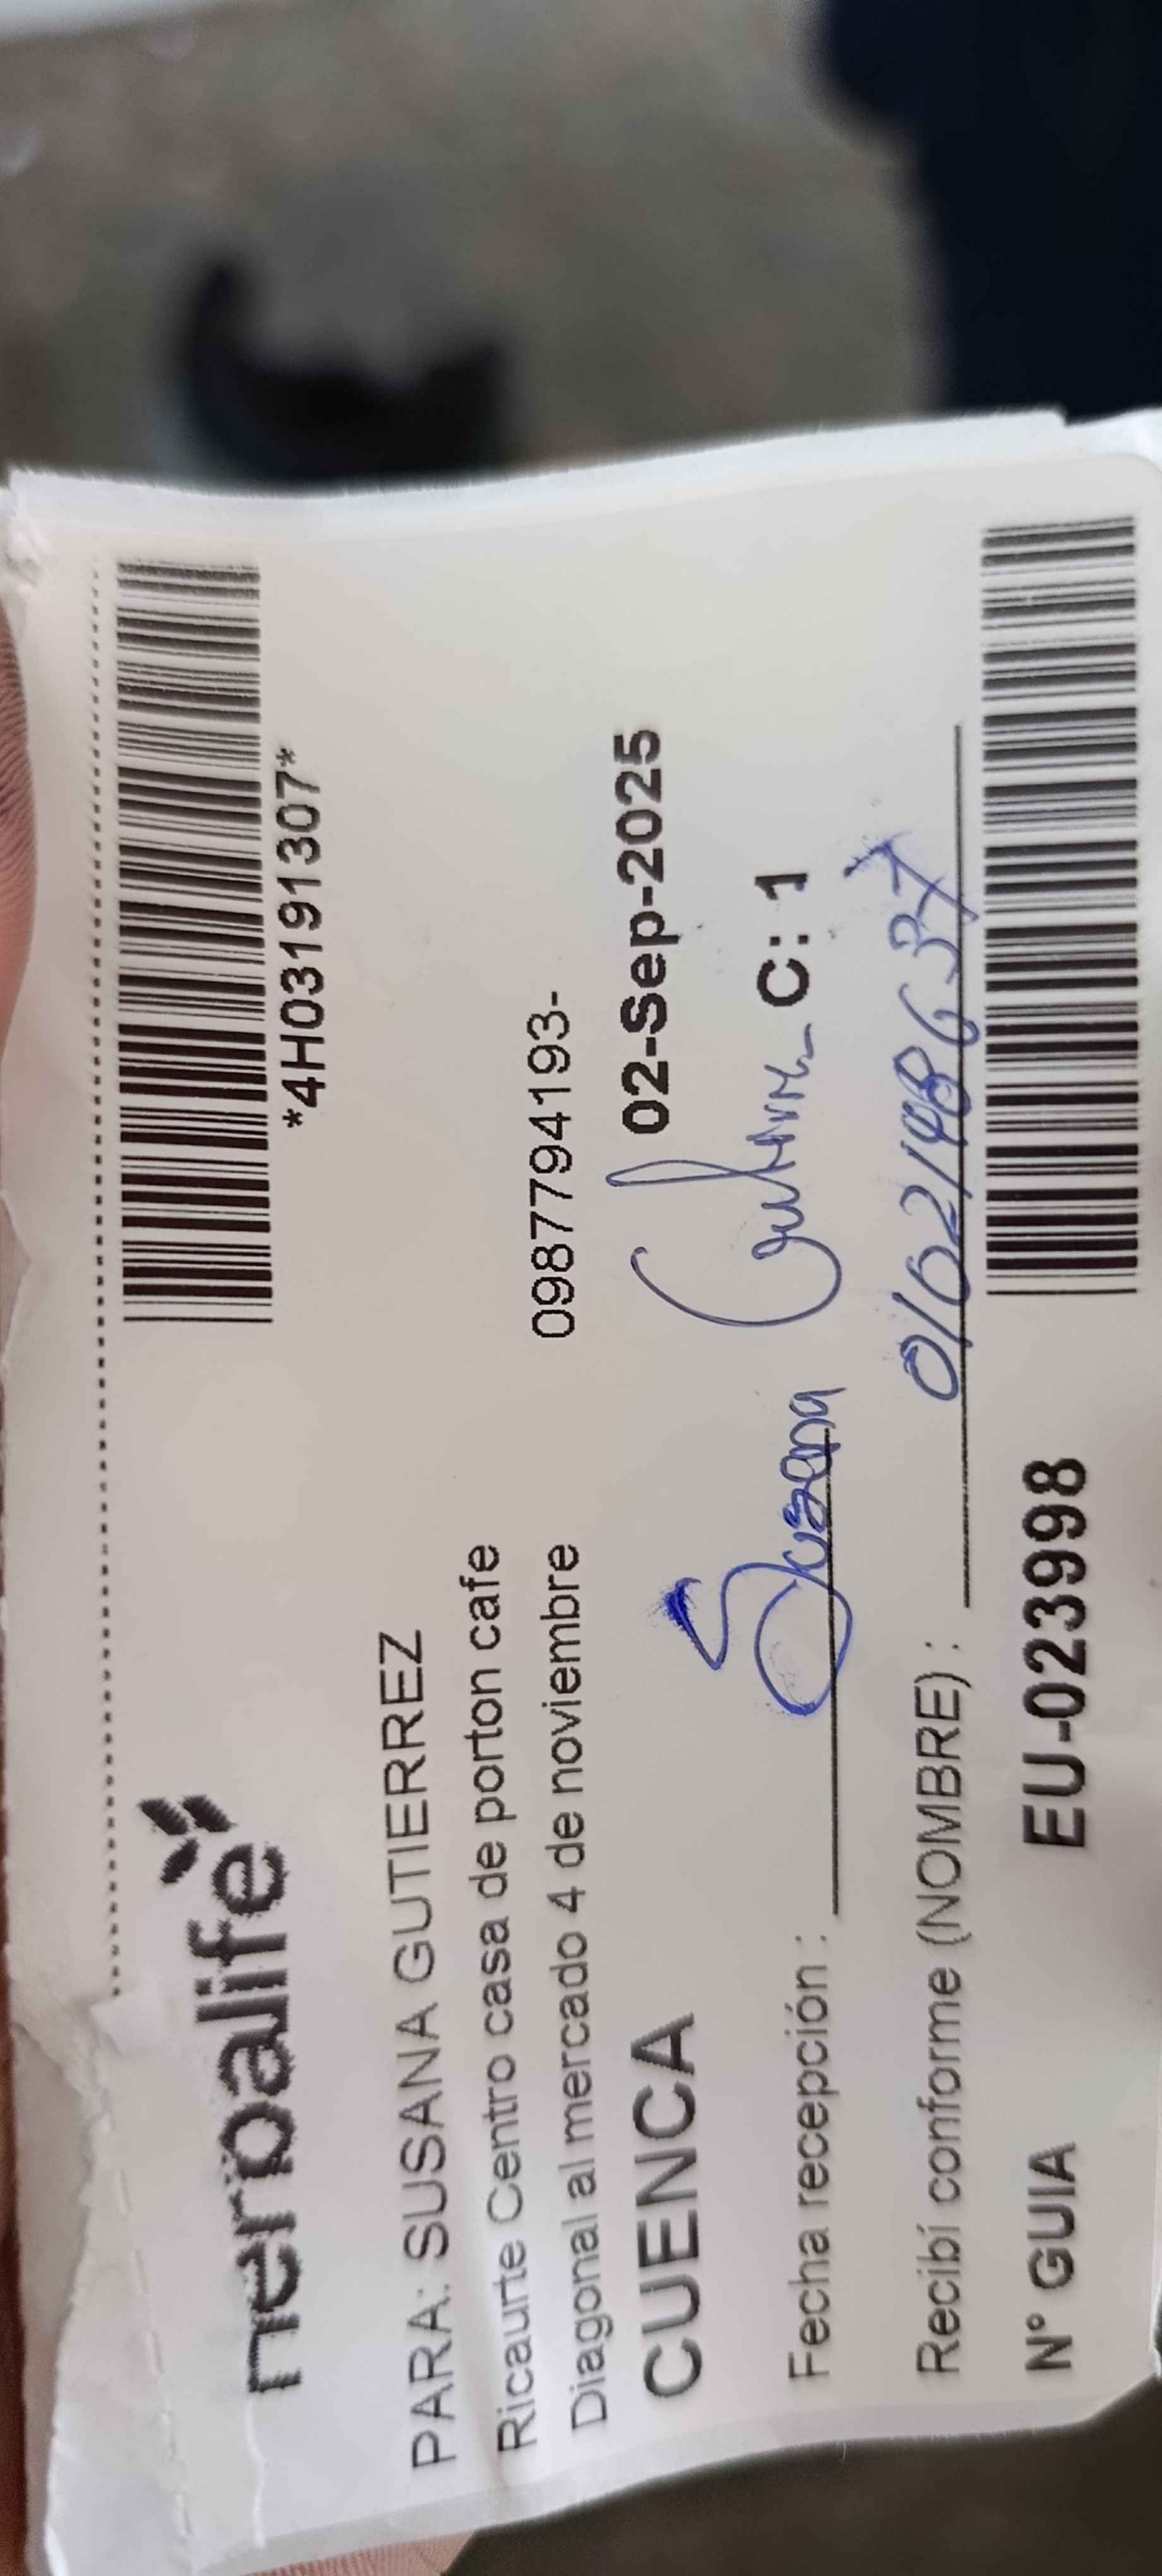 nerpalife
*4H03191307*
PARA: SUSANA GUTIERREZ
Ricaurte Centro casa de porton cafe
0987794193-
Diagonal al mercado 4 de noviembre
CUENCA 02-Sep-2025
Fecha recepción : Susana C: 1
Recibí conforme (NOMBRE) :
N° GUIA EU-023998